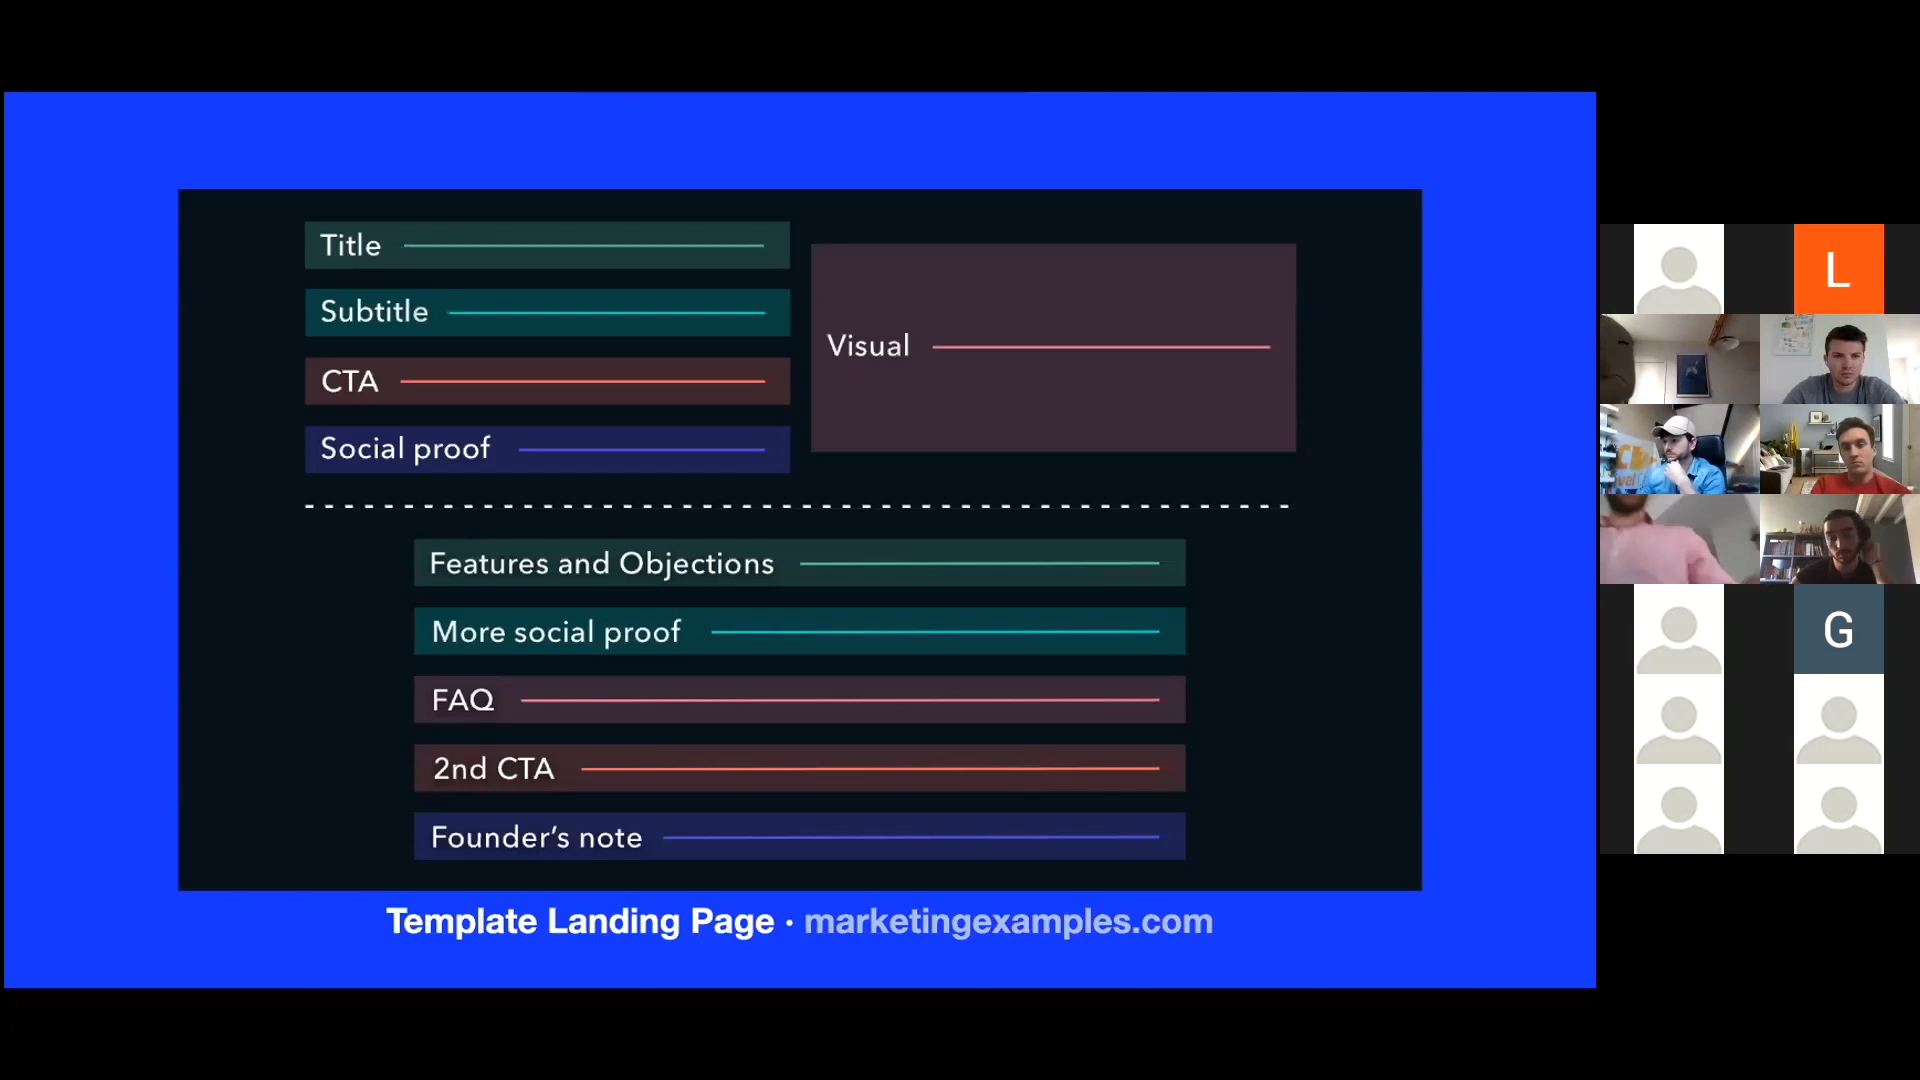 Title
Subtitle
CTA
Social proof
Visual
Features and Objections
More social proof
FAQ
2nd CTA
Founder’s note
Template Landing Page · marketingexamples.com
L
G